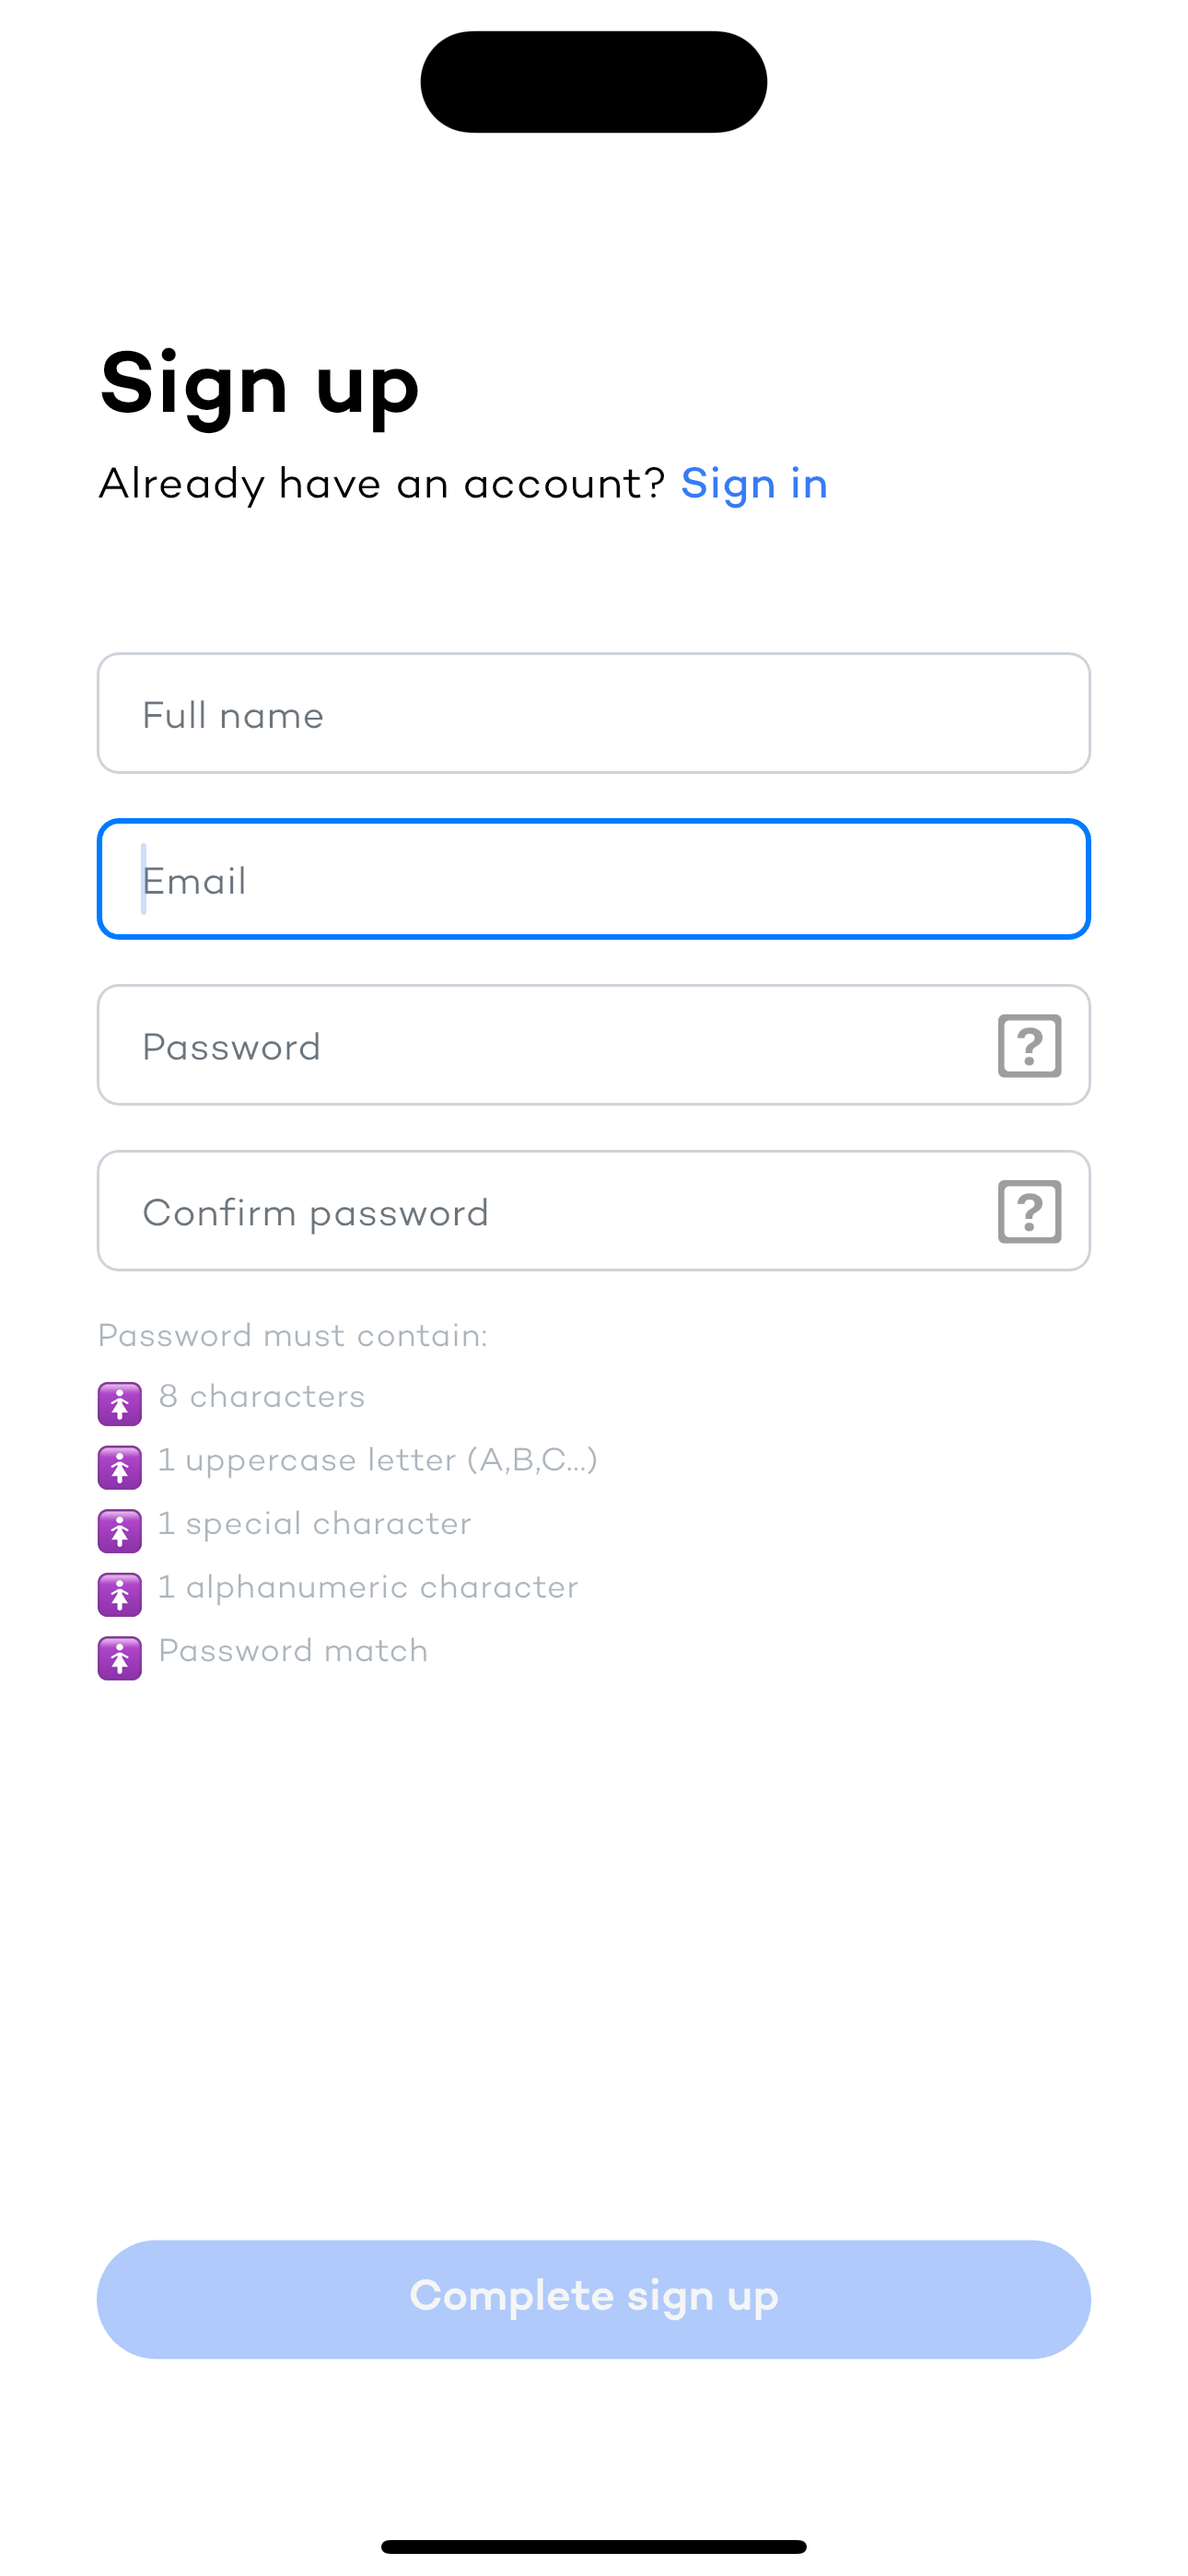 Sign up
Already have an account? Sign in
Full name
Email
Password
?
Confirm password
?
Password must contain:
8 characters
1 uppercase letter (A,B,C...)
1 special character
1 alphanumeric character
Password match
Complete sign up